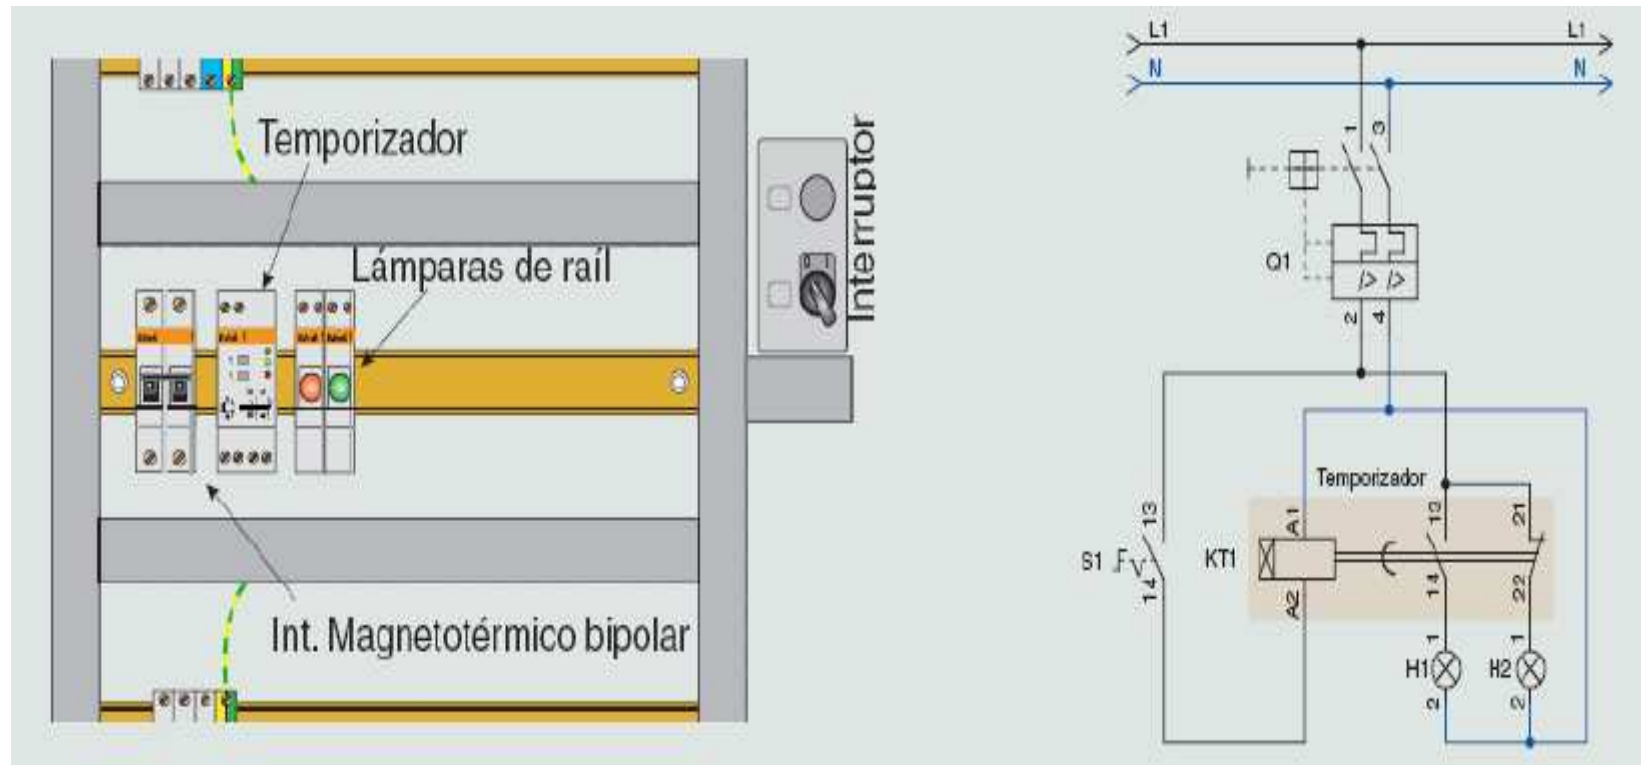 Temporizador
Lámparas de raíl
Interruptor
Int. Magnetotérmico bipolar
0 I
L1
L1
N
N
1
3
Q1
I>
I>
2
4
Temporizador
13
21
A1
13
S1
KT1
14
A2
14
22
1
1
H1
H2
2
2